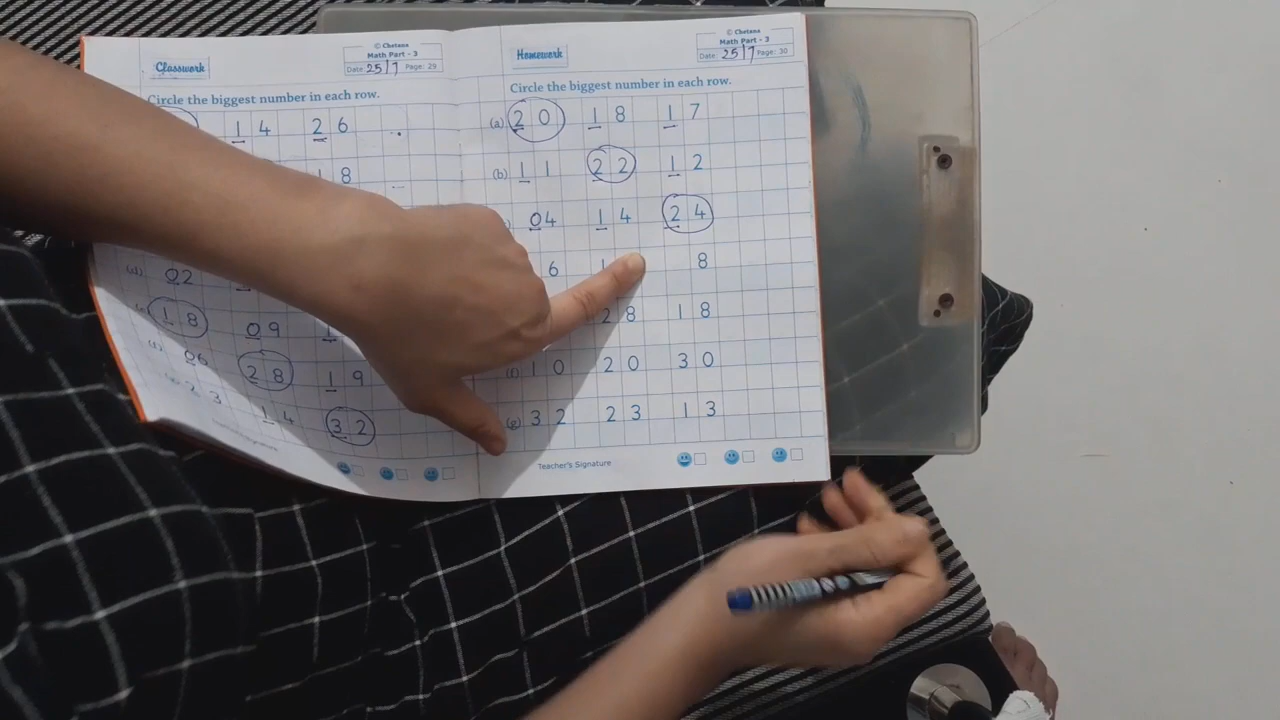 Classwork
© Chetana
Math Part - 3
Date: 25/7 Page: 29
Circle the biggest number in each row.
14 26
18
(d) 02
18 09 1
06 28 19
23 14 32
Homework
© Chetana
Math Part - 3
Date: 25/7 Page: 30
Circle the biggest number in each row.
(a) 20 18 17
(b) 11 22 12
04 14 24
6 1 8
28 18
(f) 10 20 30
(g) 32 23 13
Teacher's Signature